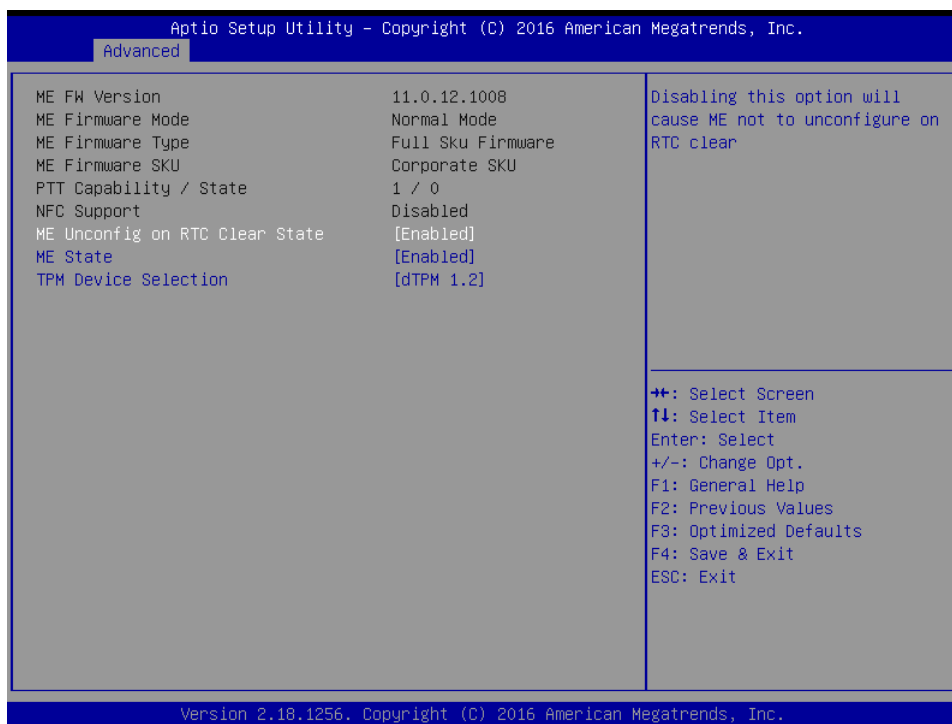 Aptio Setup Utility – Copyright (C) 2016 American Megatrends, Inc.
Advanced
ME FW Version 11.0.12.1008
ME Firmware Mode Normal Mode
ME Firmware Type Full Sku Firmware
ME Firmware SKU Corporate SKU
PTT Capability / State 1 / 0
NFC Support Disabled
ME Unconfig on RTC Clear State [Enabled]
ME State [Enabled]
TPM Device Selection [dTPM 1.2]
Disabling this option will
cause ME not to unconfigure on
RTC clear
→←: Select Screen
↑↓: Select Item
Enter: Select
+/-: Change Opt.
F1: General Help
F2: Previous Values
F3: Optimized Defaults
F4: Save & Exit
ESC: Exit
Version 2.18.1256. Copyright (C) 2016 American Megatrends, Inc.